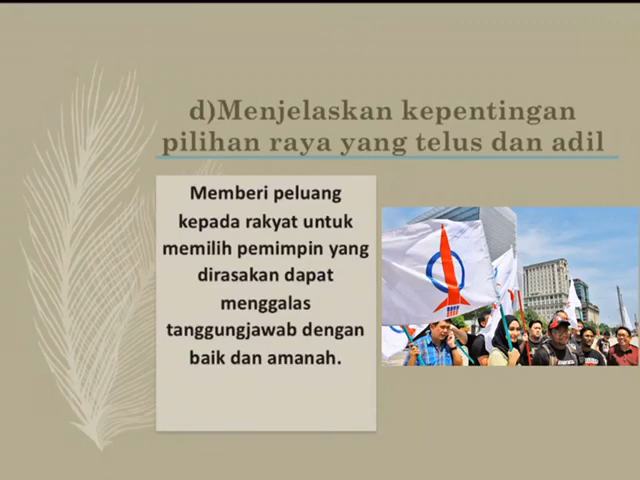 d)Menjelaskan kepentingan
pilihan raya yang telus dan adil
Memberi peluang
kepada rakyat untuk
memilih pemimpin yang
dirasakan dapat
menggalas
tanggungjawab dengan
baik dan amanah.